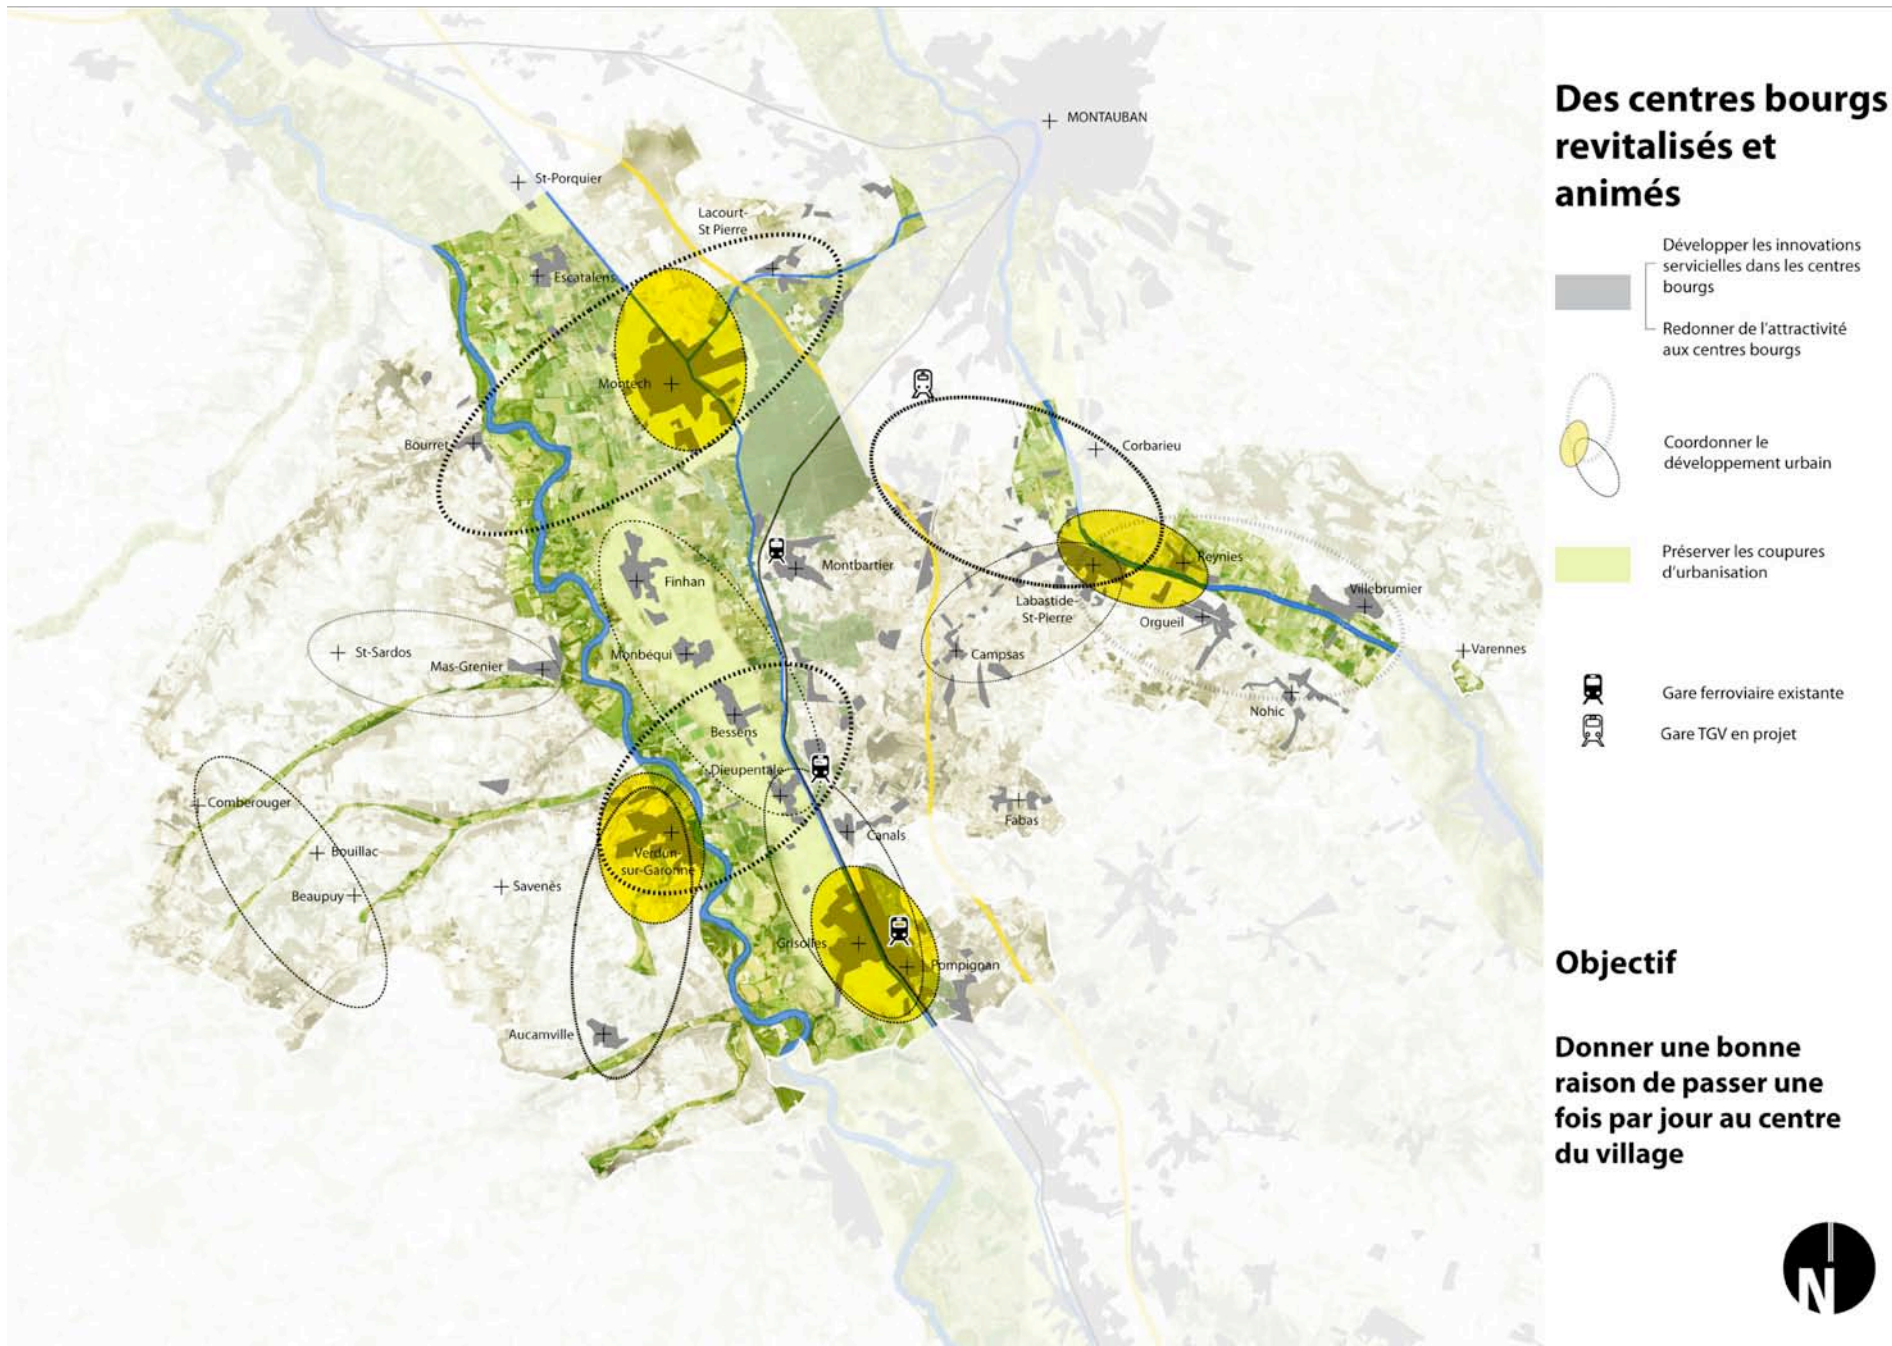 Des centres bourgs
revitalisés et
animés
Développer les innovations
servicielles dans les centres
bourgs
Redonner de l'attractivité
aux centres bourgs
Coordonner le
développement urbain
Préserver les coupures
d'urbanisation
Gare ferroviaire existante
Gare TGV en projet
Objectif
Donner une bonne
raison de passer une
fois par jour au centre
du village
N
MONTAUBAN
St-Porquier
Lacourt-
St Pierre
Escatalens
Montech
Bourret
Corbarieu
Finhan
Montbartier
Reynies
Villebrumier
Labastide-
St-Pierre
Orgueil
St-Sardos
Mas-Grenier
Monbéqui
Campsas
Varennes
Nohic
Bessens
Dieupentale
Comberouger
Fabas
Canals
Bouillac
Verdun-
sur-Garonne
Savenès
Beaupuy
Grisolles
Pompignan
Aucamville